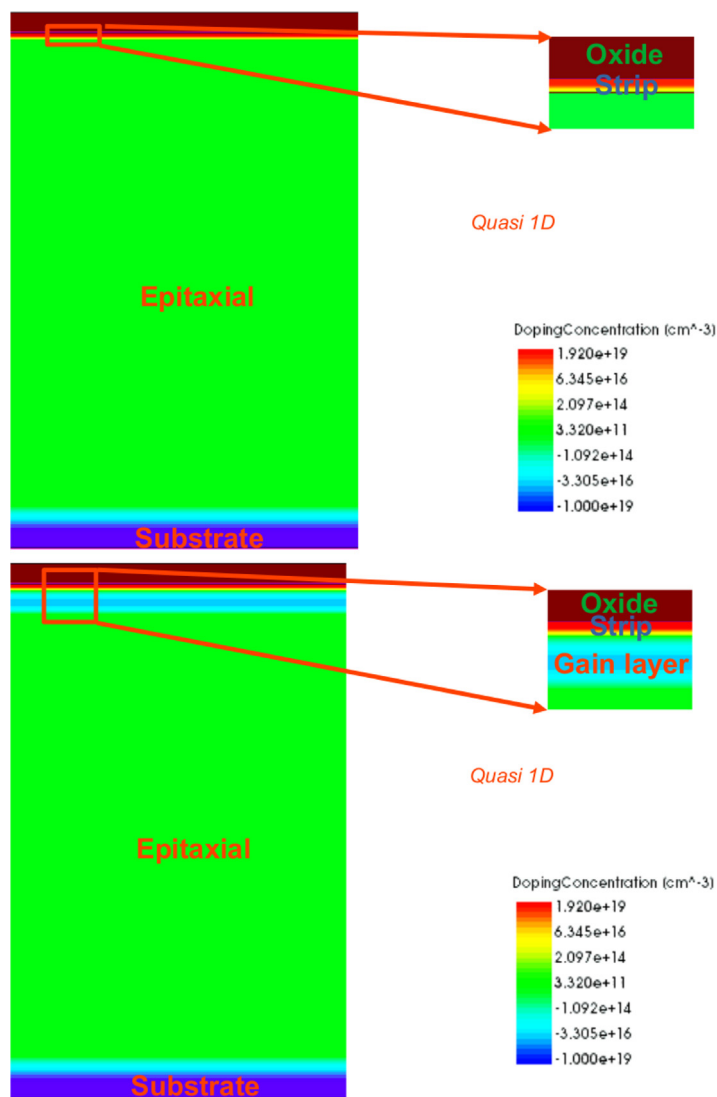 Oxide
Strip
Quasi 1D
Epitaxial
DopingConcentration (cm^-3)
1.920e+19
6.345e+16
2.097e+14
3.320e+11
-1.092e+14
-3.305e+16
-1.000e+19
Substrate
Oxide
Strip
Gain layer
Quasi 1D
Epitaxial
DopingConcentration (cm^-3)
1.920e+19
6.345e+16
2.097e+14
3.320e+11
-1.092e+14
-3.305e+16
-1.000e+19
Substrate